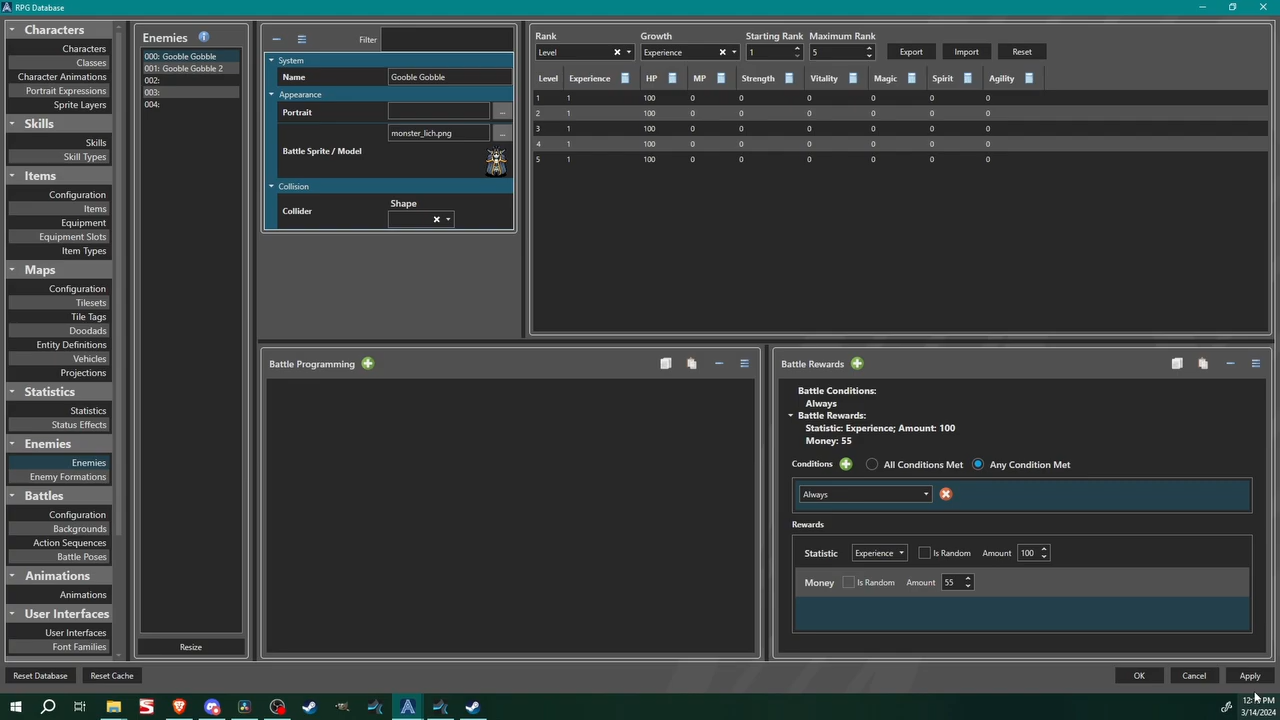 RPG Database
Characters
Characters
Classes
Character Animations
Portrait Expressions
Sprite Layers
Skills
Skills
Skill Types
Items
Configuration
Items
Equipment
Equipment Slots
Item Types
Maps
Configuration
Tilesets
Tile Tags
Doodads
Entity Definitions
Vehicles
Projections
Statistics
Statistics
Status Effects
Enemies
Enemies
Enemy Formations
Battles
Configuration
Backgrounds
Action Sequences
Battle Poses
Animations
Animations
User Interfaces
User Interfaces
Font Families
Enemies
000: Gooble Gobble
001: Gooble Gobble 2
002:
003:
004:
Resize
Filter
System
Name Gooble Gobble
Appearance
Portrait ...
monster_lich.png ...
Battle Sprite / Model
Collision
Shape
Collider
Rank Growth Starting Rank Maximum Rank
Level Experience 1 5 Export Import Reset
Level Experience HP MP Strength Vitality Magic Spirit Agility
1 1 100 0 0 0 0 0 0
2 1 100 0 0 0 0 0 0
3 1 100 0 0 0 0 0 0
4 1 100 0 0 0 0 0 0
5 1 100 0 0 0 0 0 0
Battle Programming
Battle Rewards
Battle Conditions:
Always
Battle Rewards:
Statistic: Experience; Amount: 100
Money: 55
Conditions All Conditions Met Any Condition Met
Always
Rewards
Statistic Experience Is Random Amount 100
Money Is Random Amount 55
Reset Database Reset Cache OK Cancel Apply
3/14/2024